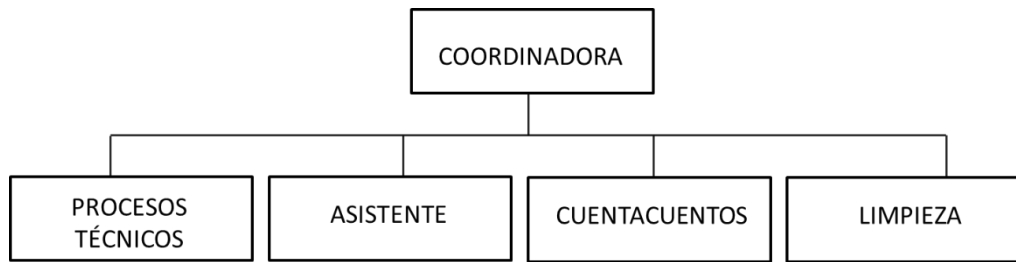 COORDINADORA
PROCESOS
TÉCNICOS
ASISTENTE
CUENTACUENTOS
LIMPIEZA